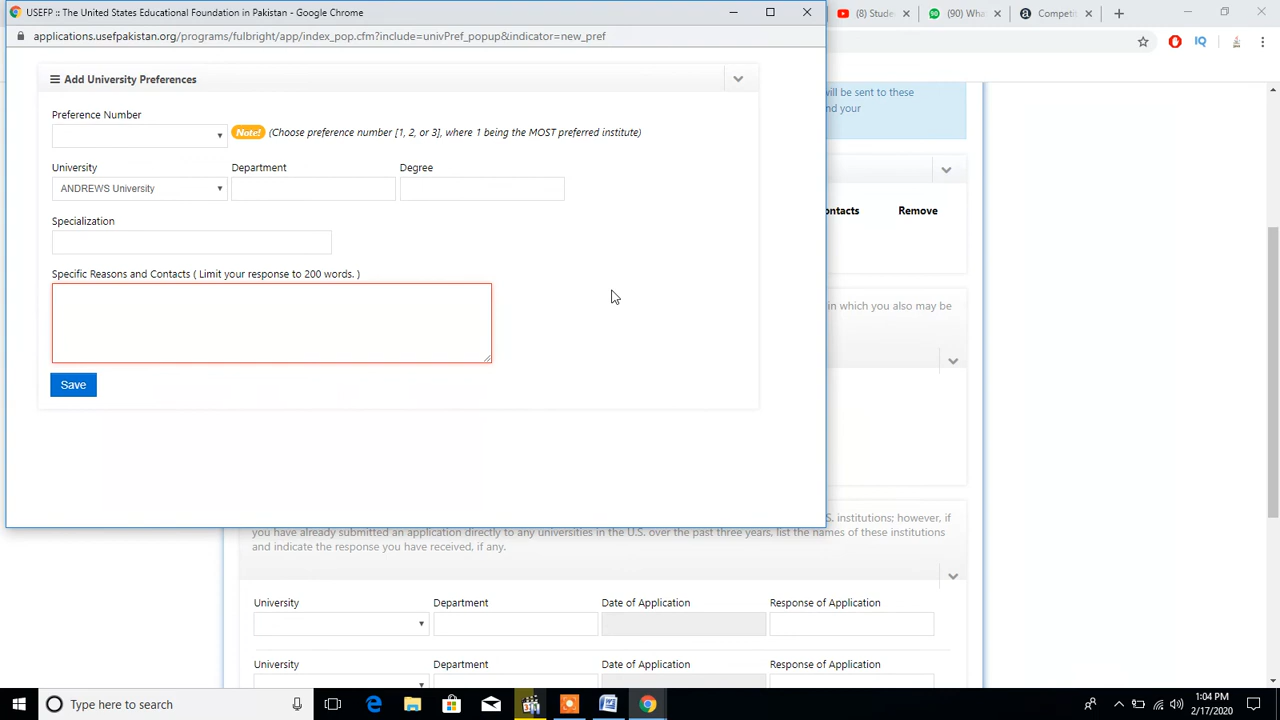 USEFP :: The United States Educational Foundation in Pakistan - Google Chrome
(8) Stude
(90) Wha
Competi
applications.usefpakistan.org/programs/fulbright/app/index_pop.cfm?include=univPref_popup&indicator=new_pref
IQ
Add University Preferences
will be sent to these
nd your
Preference Number
Note! (Choose preference number [1, 2, or 3], where 1 being the MOST preferred institute)
University Department Degree
ANDREWS University
ontacts Remove
Specialization
Specific Reasons and Contacts ( Limit your response to 200 words. )
in which you also may be
Save
.S. institutions; however, if
you have already submitted an application directly to any universities in the U.S. over the past three years, list the names of these institutions
and indicate the response you have received, if any.
University Department Date of Application Response of Application
University Department Date of Application Response of Application
Type here to search
1:04 PM
2/17/2020